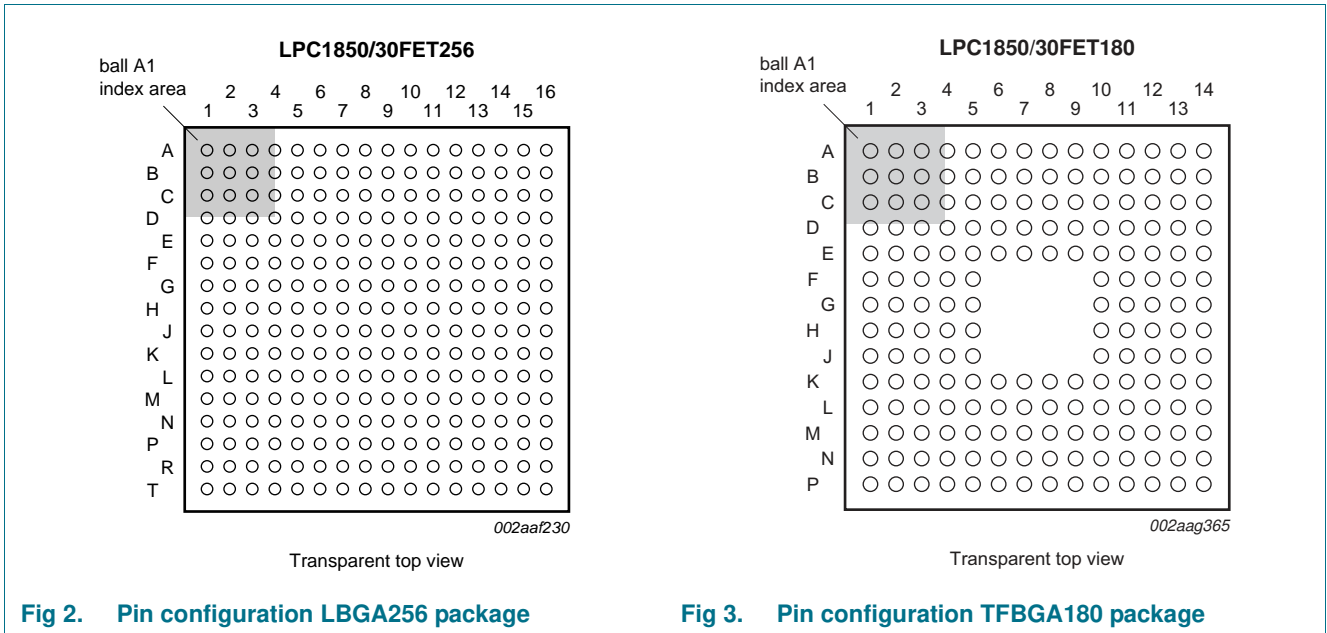 LPC1850/30FET256
ball A1
index area
2 4 6 8 10 12 14 16
1 3 5 7 9 11 13 15
A
B
C
D
E
F
G
H
J
K
L
M
N
P
R
T
002aaf230
Transparent top view
Fig 2. Pin configuration LBGA256 package
LPC1850/30FET180
ball A1
index area
2 4 6 8 10 12 14
1 3 5 7 9 11 13
A
B
C
D
E
F
G
H
J
K
L
M
N
P
002aag365
Transparent top view
Fig 3. Pin configuration TFBGA180 package